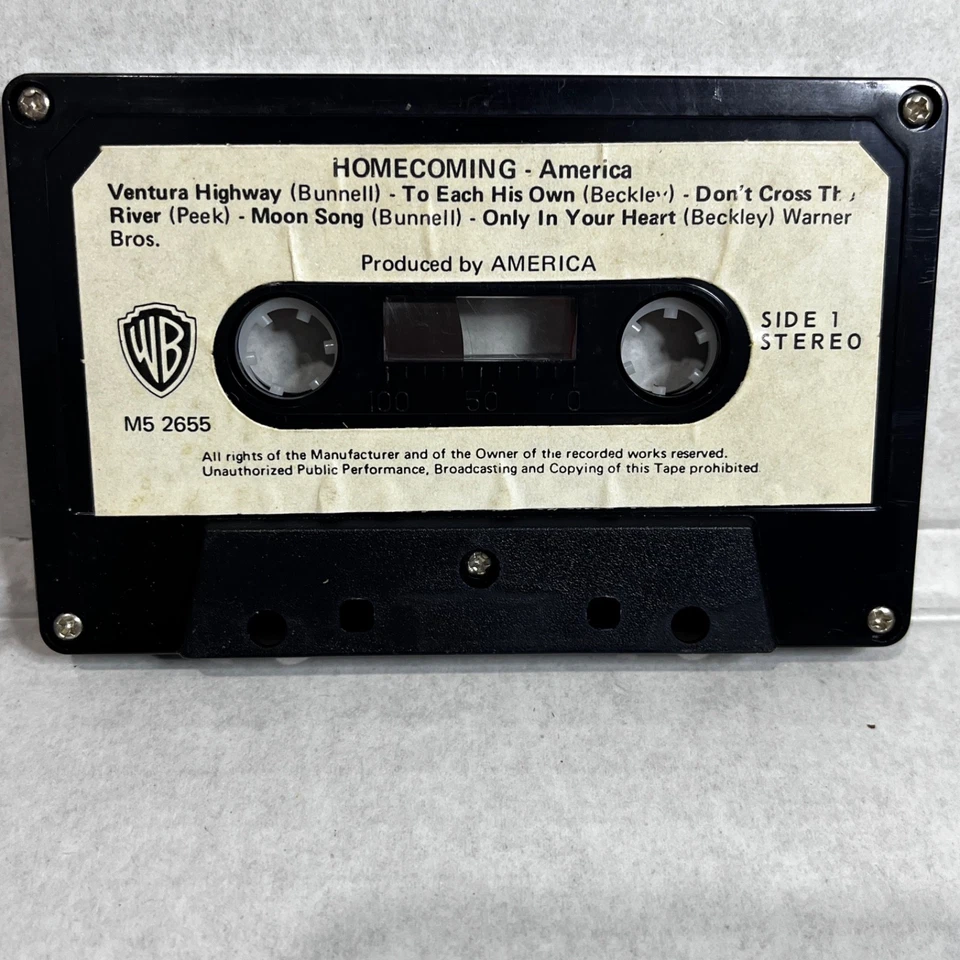 HOMECOMING - America
Ventura Highway (Bunnell) - To Each His Own (Beckley) - Don't Cross The
River (Peek) - Moon Song (Bunnell) - Only In Your Heart (Beckley) Warner
Bros.
Produced by AMERICA
WB
SIDE 1
STEREO
100 50 0
M5 2655
All rights of the Manufacturer and of the Owner of the recorded works reserved.
Unauthorized Public Performance, Broadcasting and Copying of this Tape prohibited